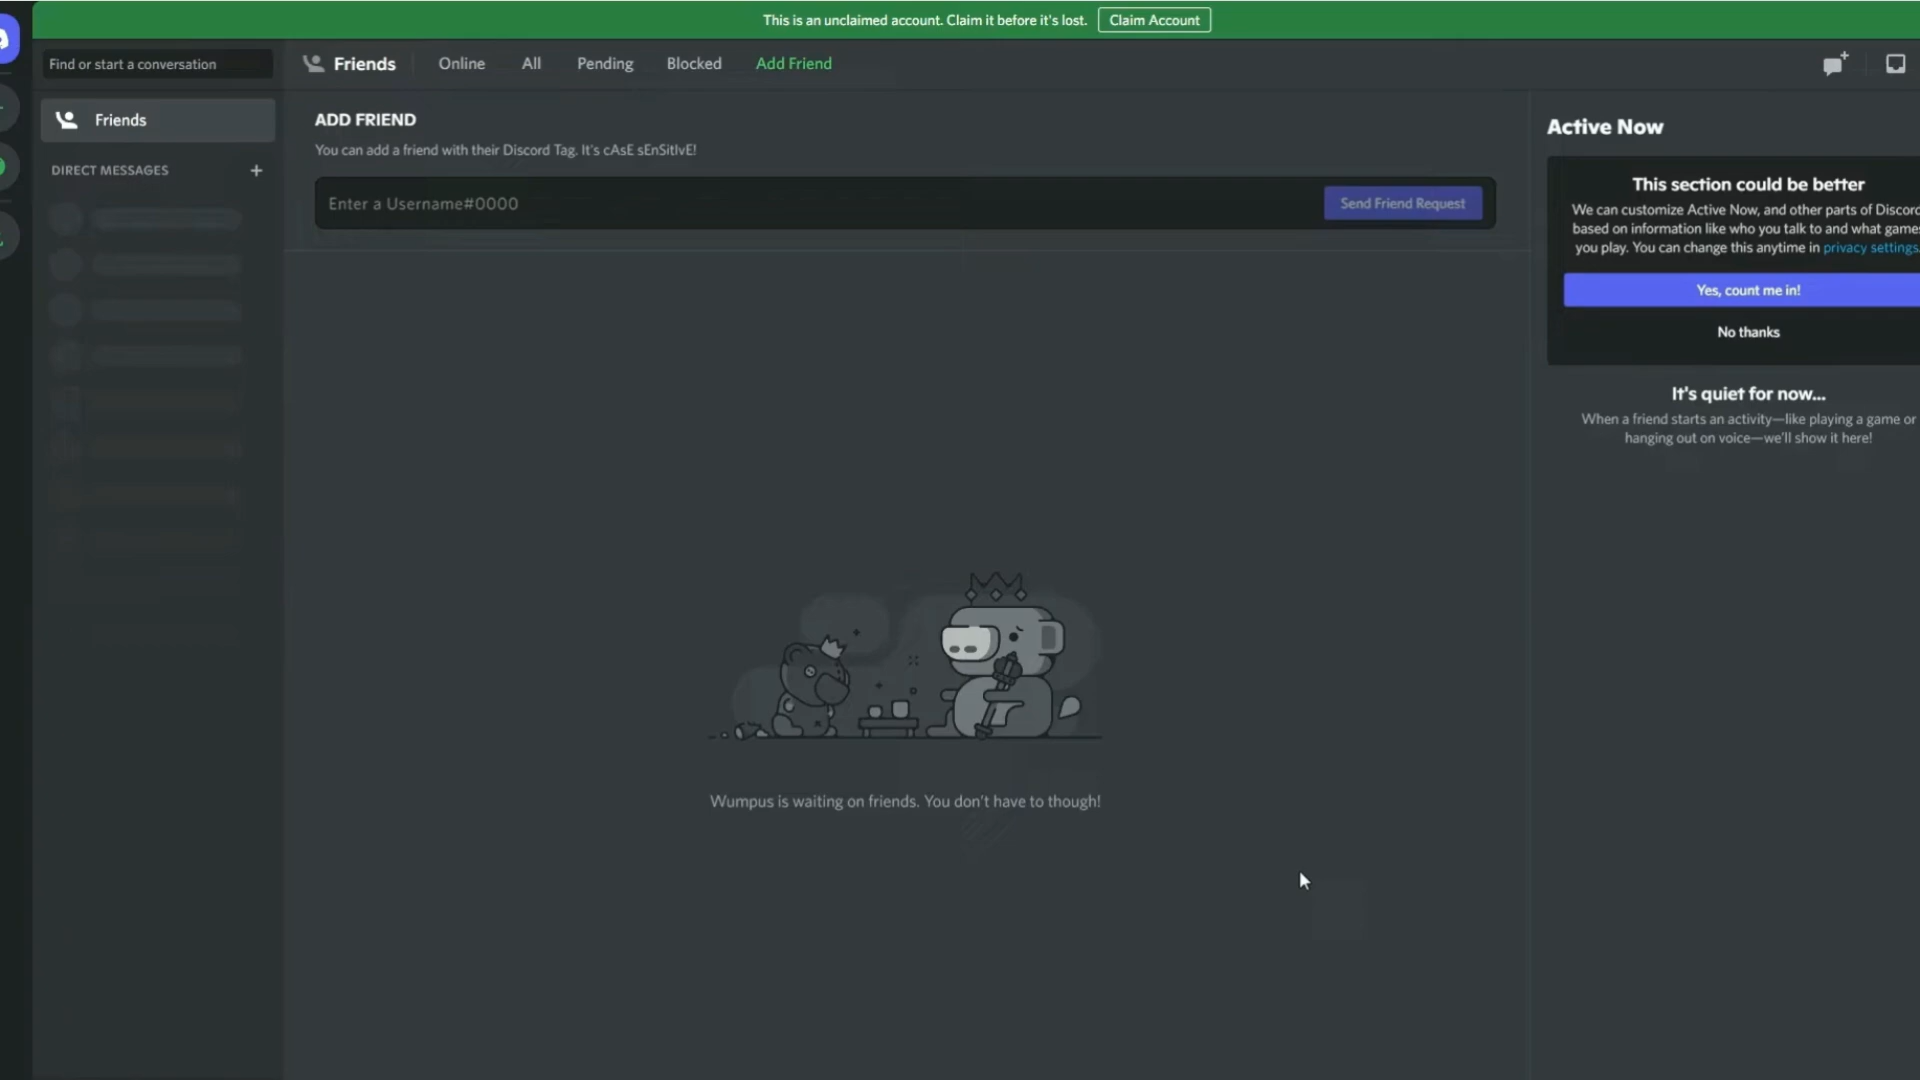 This is an unclaimed account. Claim it before it's lost.
Claim Account
Find or start a conversation
Friends
Online
All
Pending
Blocked
Add Friend
Friends
DIRECT MESSAGES
ADD FRIEND
You can add a friend with their Discord Tag. It's cAsE sEnSitIvE!
Enter a Username#0000
Send Friend Request
Wumpus is waiting on friends. You don't have to though!
Active Now
This section could be better
We can customize Active Now, and other parts of Discord
based on information like who you talk to and what games
you play. You can change this anytime in privacy settings.
Yes, count me in!
No thanks
It's quiet for now...
When a friend starts an activity—like playing a game or
hanging out on voice—we'll show it here!